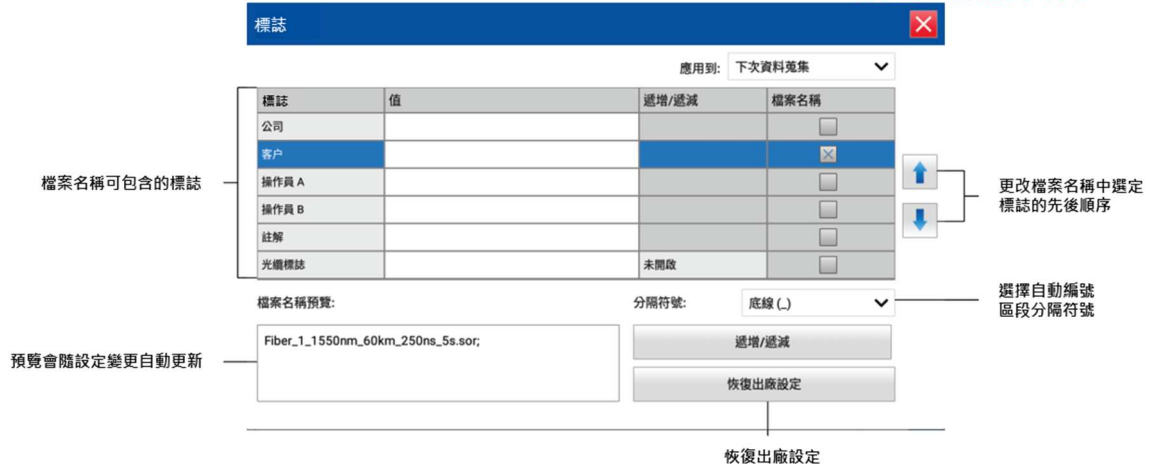 標誌
應用到: 下次資料蒐集
標誌 值 遞增/遞減 檔案名稱
公司
客户
操作員 A
操作員 B
註解
光纜標誌 未開啟
檔案名稱可包含的標誌
更改檔案名稱中選定
標誌的先後順序
檔案名稱預覽: 分隔符號: 底線 (_)
選擇自動編號
區段分隔符號
Fiber_1_1550nm_60km_250ns_5s.sor;
遞增/遞減
預覽會隨設定變更自動更新
恢復出廠設定
恢復出廠設定